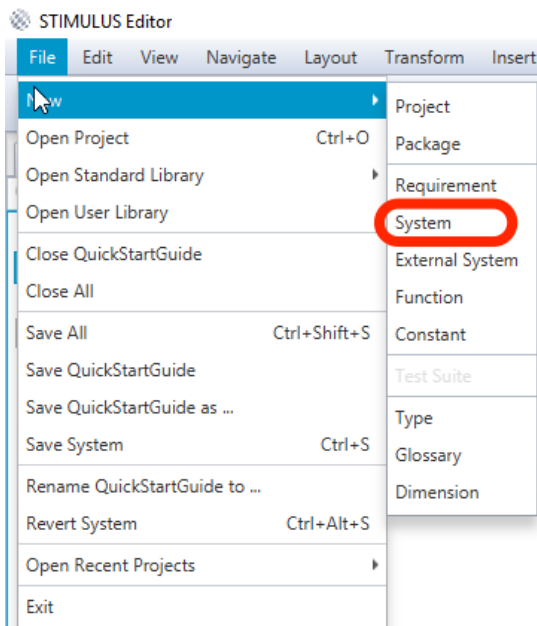 STIMULUS Editor
File Edit View Navigate Layout Transform Insert
New
Open Project Ctrl+O
Open Standard Library
Open User Library
Close QuickStartGuide
Close All
Save All Ctrl+Shift+S
Save QuickStartGuide
Save QuickStartGuide as ...
Save System Ctrl+S
Rename QuickStartGuide to ...
Revert System Ctrl+Alt+S
Open Recent Projects
Exit
Project
Package
Requirement
System
External System
Function
Constant
Test Suite
Type
Glossary
Dimension